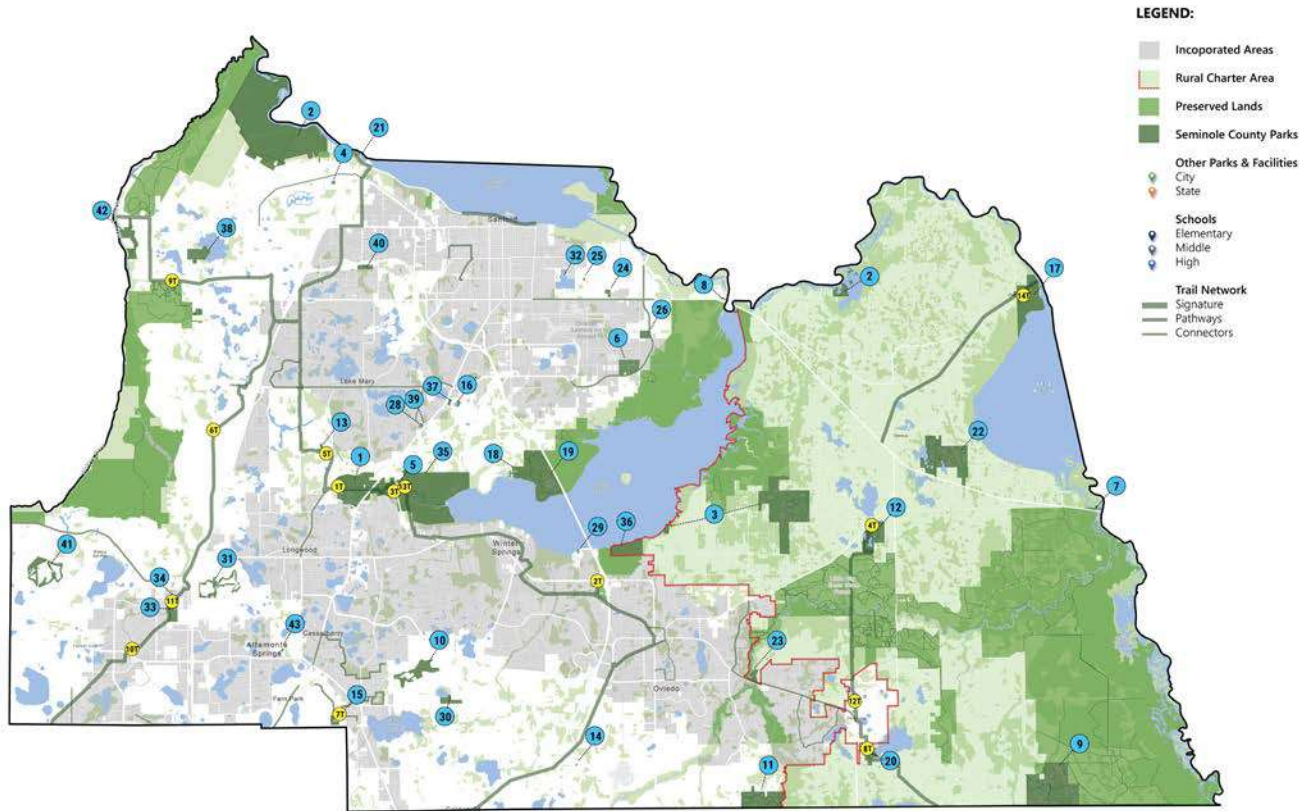 LEGEND:
Incoporated Areas
Rural Charter Area
Preserved Lands
Seminole County Parks
Other Parks & Facilities
City
State
Schools
Elementary
Middle
High
Trail Network
Signature
Pathways
Connectors
2
21
4
42
38
40
Sanford
32
25
24
8
2
17
14T
9T
26
6
Lake Mary
37
16
28
39
6T
13
5T
1
5
35
18
19
22
1T
3T
13T
7
3
12
4T
29
36
41
31
Longwood
Winter
Springs
34
11T
33
2T
43
Casselberry
10
23
10T
Altamonte
Springs
Fern Park
15
7T
30
Oviedo
12T
14
11
8T
20
9